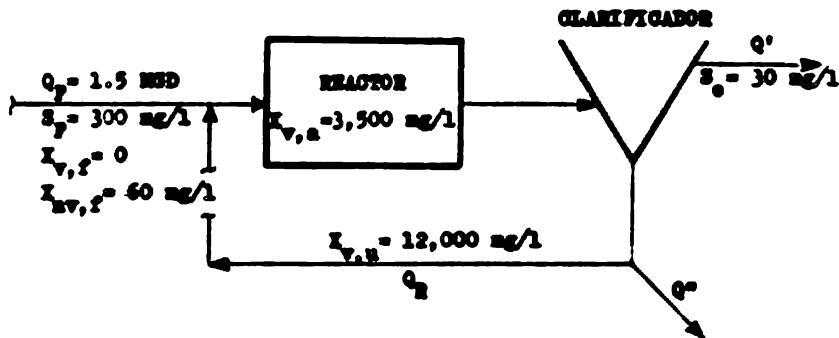 CLARIFICADOR
Q_F= 1.5 MGD
S_F= 300 mg/l
X_v,f= 0
X_nv,f= 60 mg/l
REACTOR
X_v,a=3,500 mg/l
Q'
S_e= 30 mg/l
X_v,u= 12,000 mg/l
Q_R
Q"